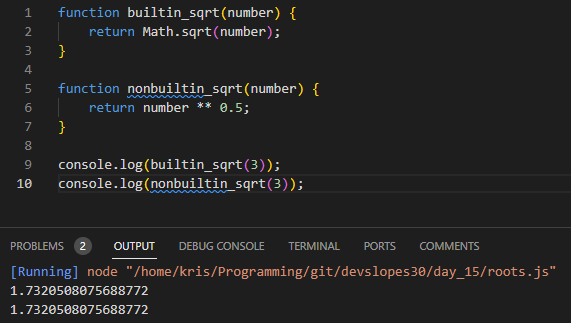 1 function builtin_sqrt(number) {
2     return Math.sqrt(number);
3 }
4
5 function nonbuiltin_sqrt(number) {
6     return number ** 0.5;
7 }
8
9 console.log(builtin_sqrt(3));
10 console.log(nonbuiltin_sqrt(3));
PROBLEMS 2 OUTPUT DEBUG CONSOLE TERMINAL PORTS COMMENTS
[Running] node "/home/kris/Programming/git/devslopes30/day_15/roots.js"
1.7320508075688772
1.7320508075688772